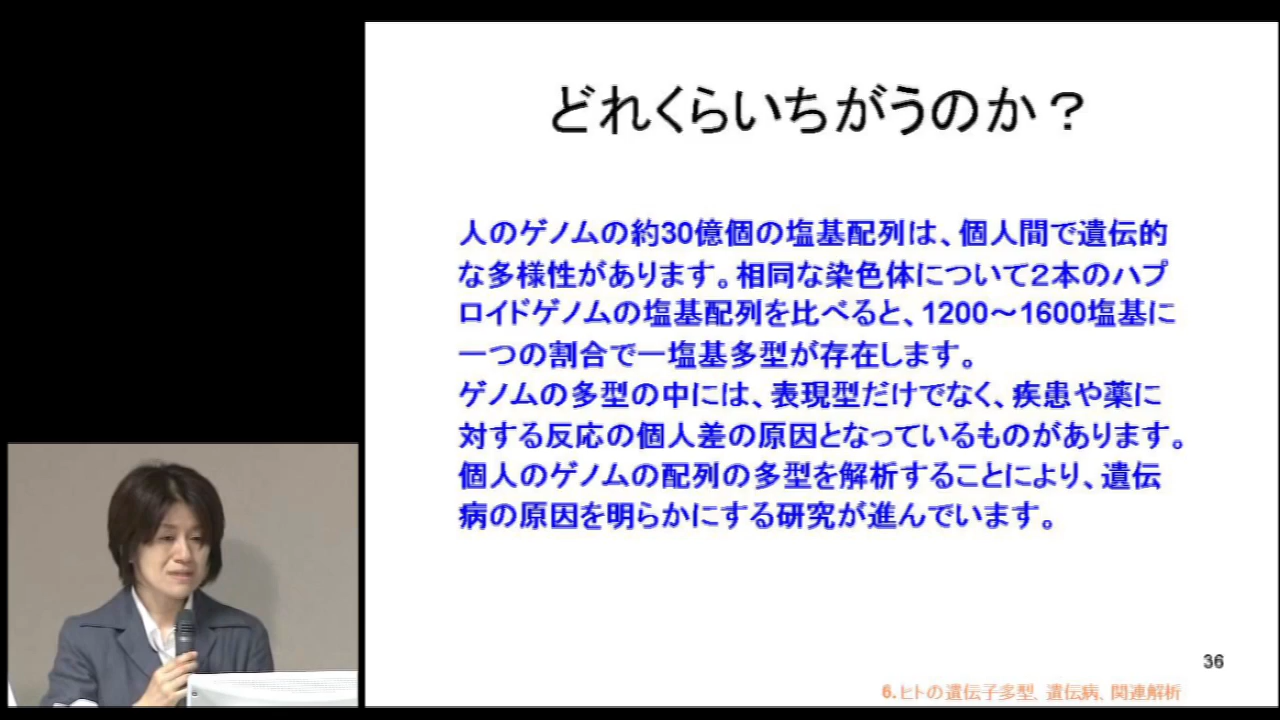 どれくらいちがうのか？
人のゲノムの約30億個の塩基配列は、個人間で遺伝的
な多様性があります。相同な染色体について２本のハプ
ロイドゲノムの塩基配列を比べると、1200～1600塩基に
一つの割合で一塩基多型が存在します。
ゲノムの多型の中には、表現型だけでなく、疾患や薬に
対する反応の個人差の原因となっているものがあります。
個人のゲノムの配列の多型を解析することにより、遺伝
病の原因を明らかにする研究が進んでいます。
36
6.ヒトの遺伝子多型、遺伝病、関連解析